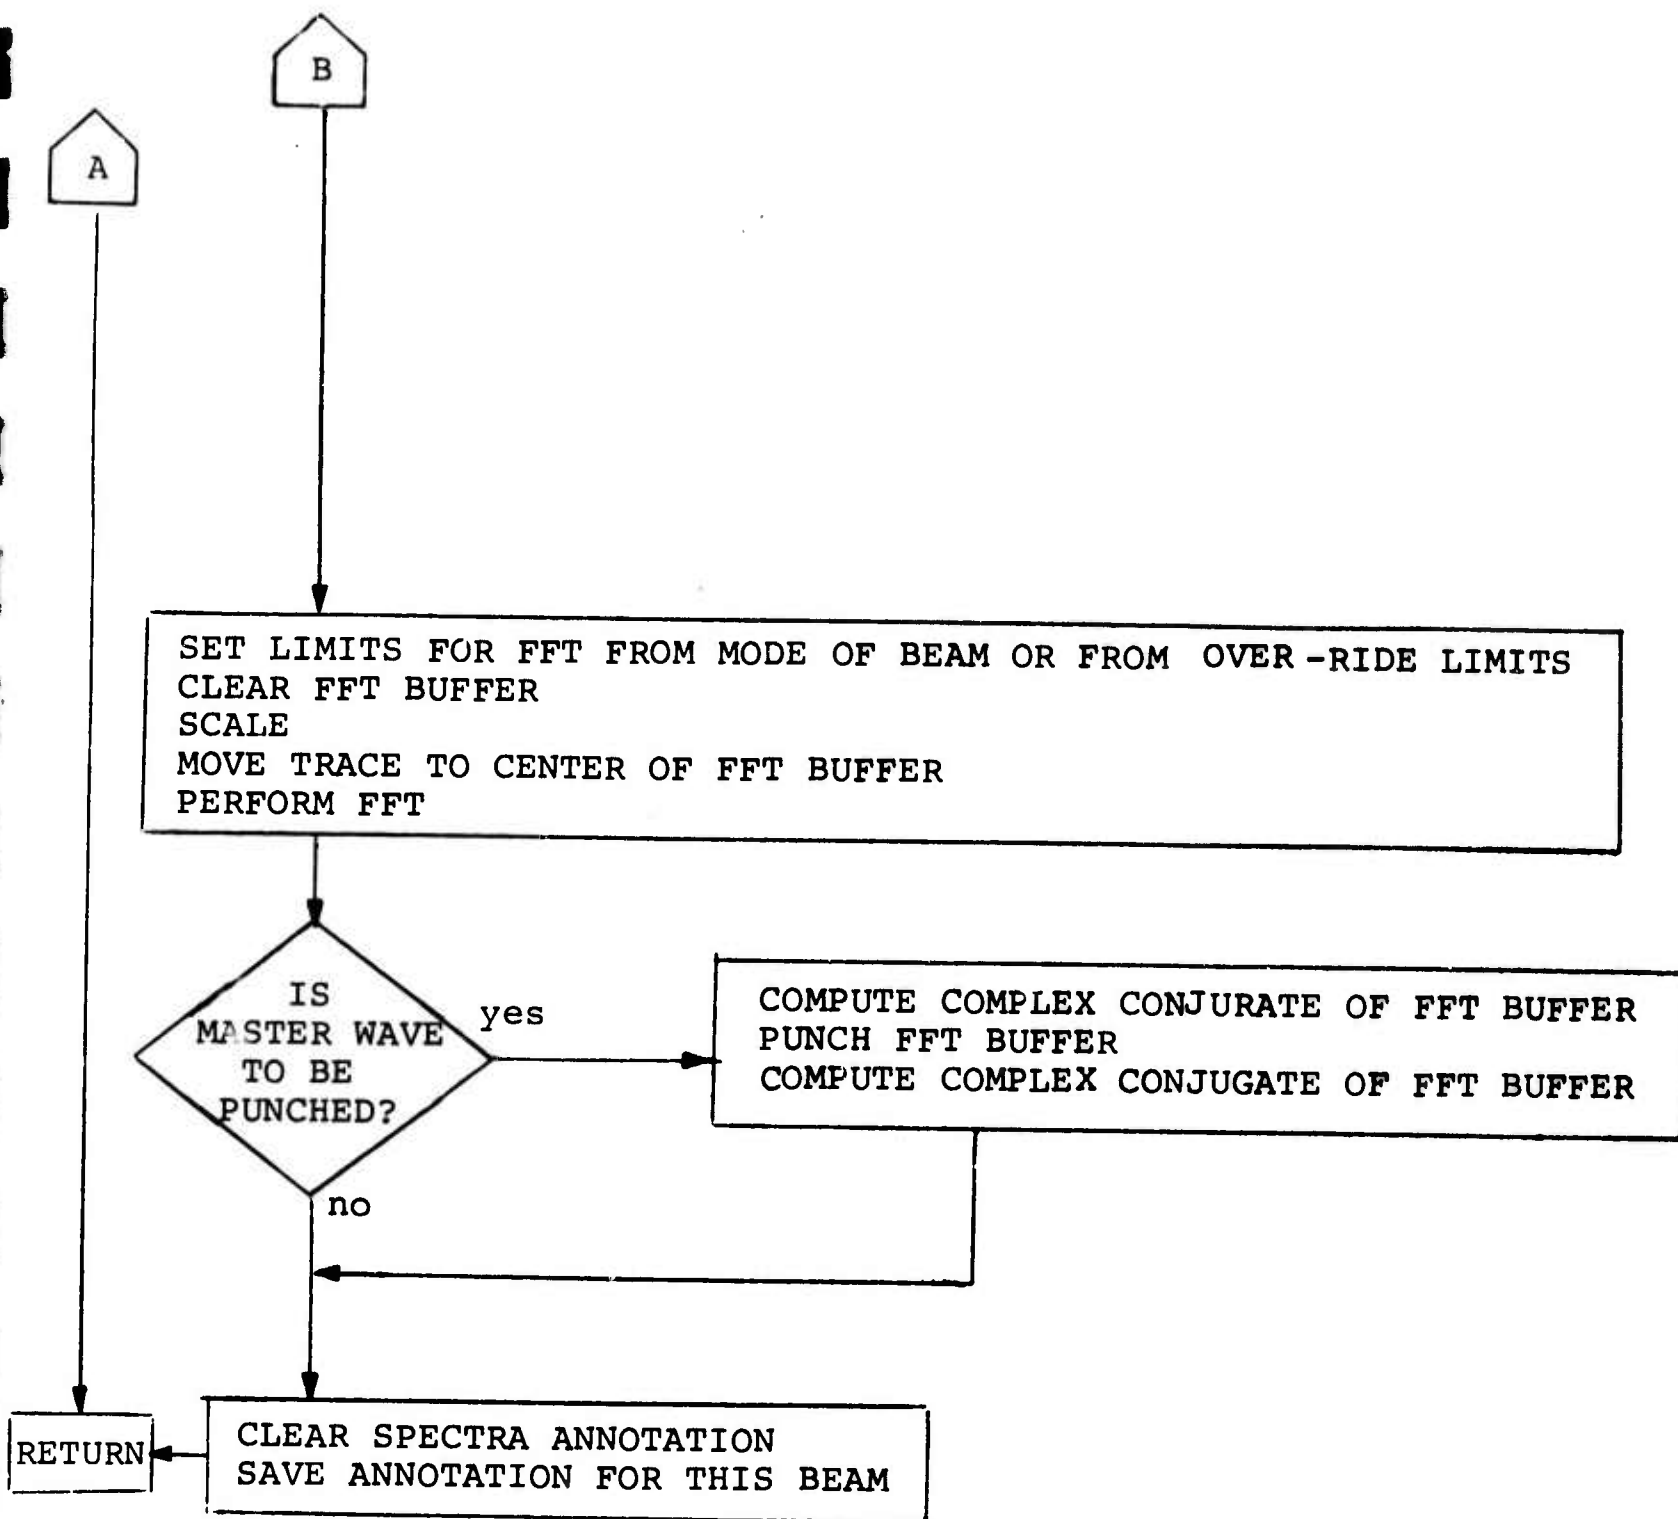 B
A
SET LIMITS FOR FFT FROM MODE OF BEAM OR FROM OVER-RIDE LIMITS
CLEAR FFT BUFFER
SCALE
MOVE TRACE TO CENTER OF FFT BUFFER
PERFORM FFT
IS
MASTER WAVE
TO BE
PUNCHED?
yes
COMPUTE COMPLEX CONJURATE OF FFT BUFFER
PUNCH FFT BUFFER
COMPUTE COMPLEX CONJUGATE OF FFT BUFFER
no
CLEAR SPECTRA ANNOTATION
SAVE ANNOTATION FOR THIS BEAM
RETURN